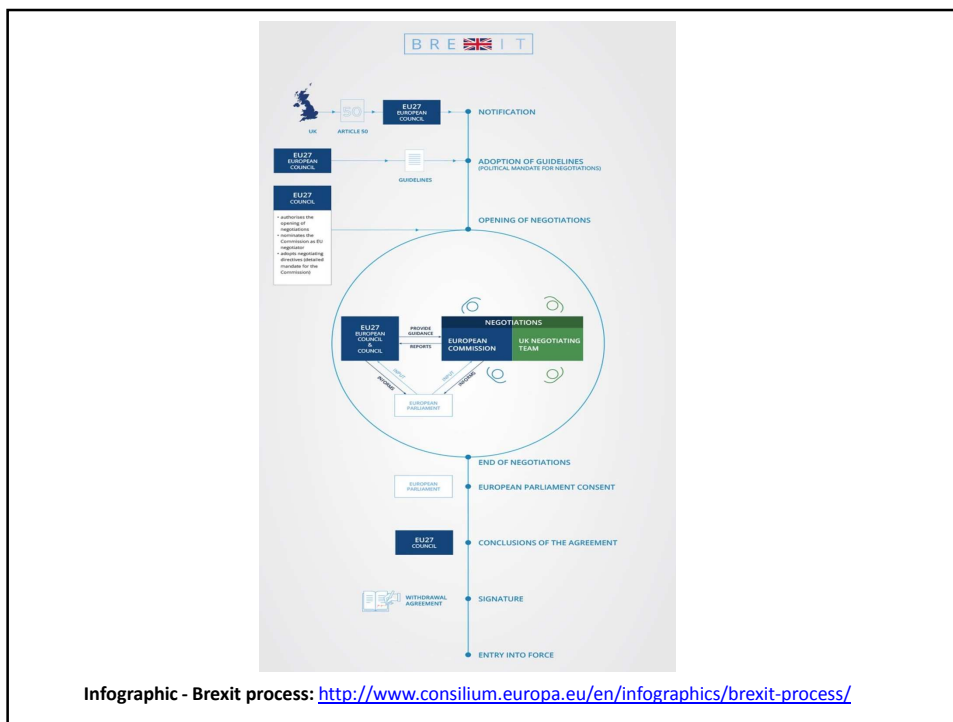 BREXIT
50
EU27
EUROPEAN
COUNCIL
NOTIFICATION
UK
ARTICLE 50
EU27
EUROPEAN
COUNCIL
GUIDELINES
ADOPTION OF GUIDELINES
(POLITICAL MANDATE FOR NEGOTIATIONS)
EU27
COUNCIL
• authorises the
opening of
negotiations
• nominates the
Commission as EU
negotiator
• adopts negotiating
directives (detailed
mandate for the
Commission)
OPENING OF NEGOTIATIONS
EU27
EUROPEAN
COUNCIL
&
COUNCIL
PROVIDE
GUIDANCE
REPORTS
NEGOTIATIONS
EUROPEAN
COMMISSION
UK NEGOTIATING
TEAM
INPUT
INFORMS
INPUT
INFORMS
EUROPEAN
PARLIAMENT
END OF NEGOTIATIONS
EUROPEAN
PARLIAMENT
EUROPEAN PARLIAMENT CONSENT
EU27
COUNCIL
CONCLUSIONS OF THE AGREEMENT
WITHDRAWAL
AGREEMENT
SIGNATURE
ENTRY INTO FORCE
Infographic - Brexit process: http://www.consilium.europa.eu/en/infographics/brexit-process/